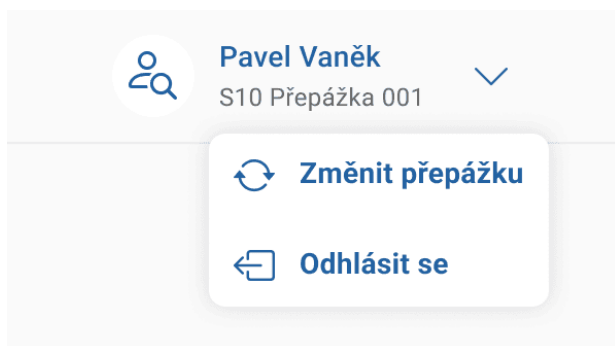 Pavel Vaněk
S10 Přepážka 001
Změnit přepážku
Odhlásit se